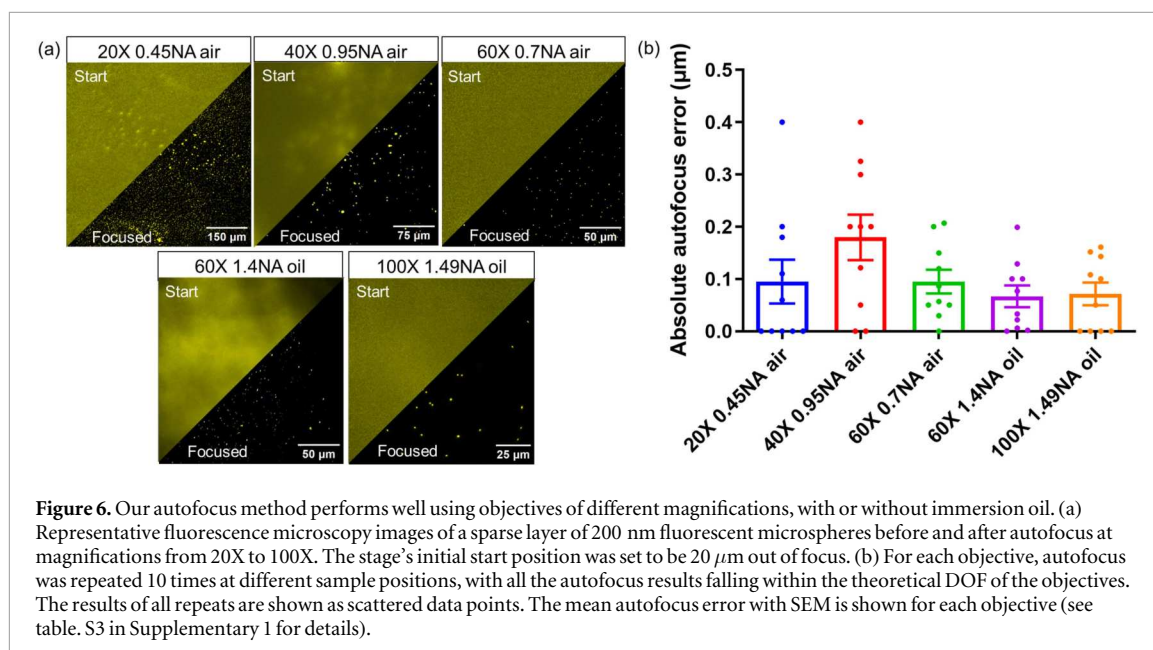 (a)
20X 0.45NA air
40X 0.95NA air
60X 0.7NA air
Start
Start
Start
Focused
150 μm
Focused
75 μm
Focused
50 μm
60X 1.4NA oil
100X 1.49NA oil
Start
Start
Focused
50 μm
Focused
25 μm
(b)
Absolute autofocus error (μm)
0.5
0.4
0.3
0.2
0.1
0.0
20X 0.45NA air
40X 0.95NA air
60X 0.7NA air
60X 1.4NA oil
100X 1.49NA oil
Figure 6. Our autofocus method performs well using objectives of different magnifications, with or without immersion oil. (a)
Representative fluorescence microscopy images of a sparse layer of 200 nm fluorescent microspheres before and after autofocus at
magnifications from 20X to 100X. The stage's initial start position was set to be 20 μm out of focus. (b) For each objective, autofocus
was repeated 10 times at different sample positions, with all the autofocus results falling within the theoretical DOF of the objectives.
The results of all repeats are shown as scattered data points. The mean autofocus error with SEM is shown for each objective (see
table. S3 in Supplementary 1 for details).